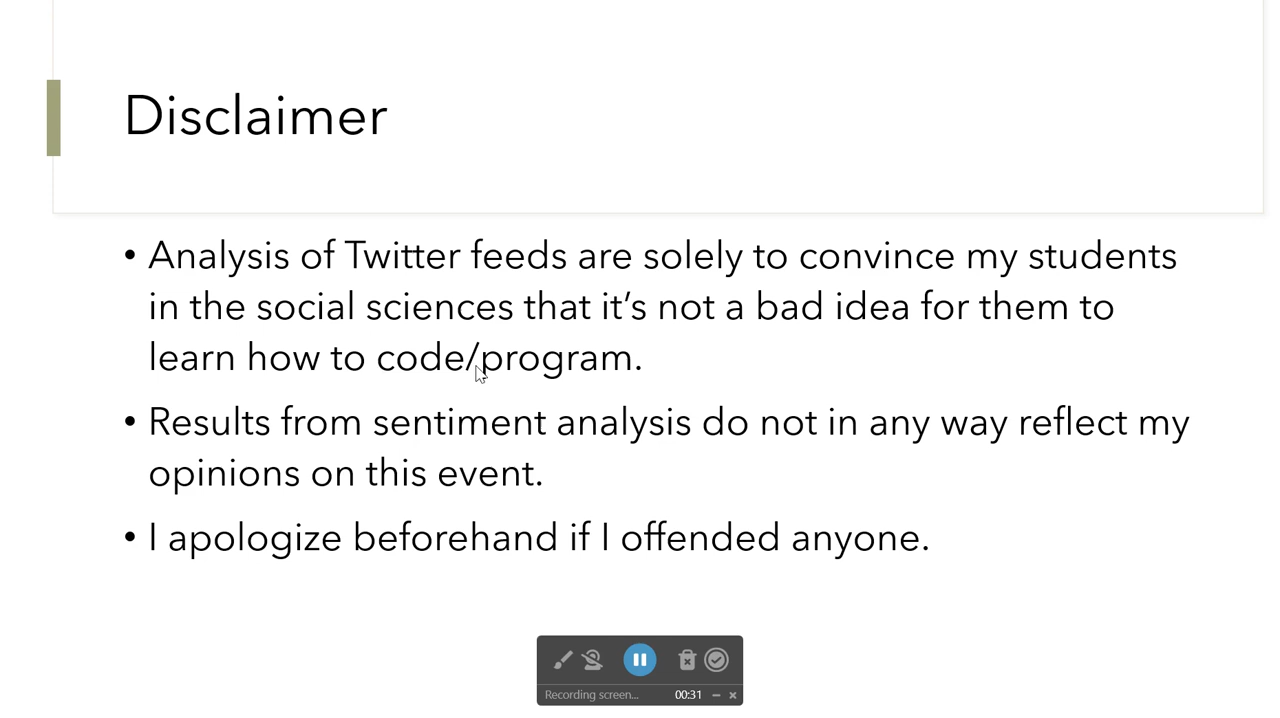 Disclaimer
• Analysis of Twitter feeds are solely to convince my students
in the social sciences that it’s not a bad idea for them to
learn how to code/program.
• Results from sentiment analysis do not in any way reflect my
opinions on this event.
• I apologize beforehand if I offended anyone.
Recording screen... 00:31